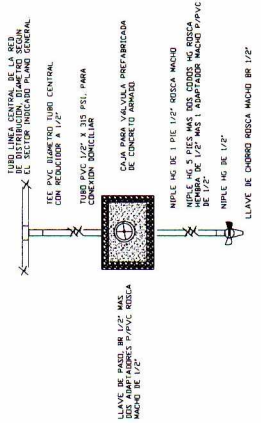 TUBO LINEA CENTRAL DE LA RED
DE DISTRIBUCION, DIAMETRO SEGUN
EL SECTOR INDICADO PLANO GENERAL
TEE PVC DIAMETRO TUBO CENTRAL
CON REDUCIDOR A 1/2"
TUBO PVC 1/2" X 315 PSI, PARA
CONEXION DOMICILIAR
CAJA PARA VALVULA PREFABRICADA
DE CONCRETO ARMADO
LLAVE DE PASO, BR 1/2" MAS
DOS ADAPTADORES P/PVC ROSCA
MACHO DE 1/2"
NIPLE HG DE 1 PIE 1/2" ROSCA MACHO
NIPLE HG 5 PIES MAS DOS CODOS HG ROSCA
HEMBRA DE 1/2" MAS 1 ADAPTADOR MACHO P/PVC
DE 1/2"
NIPLE HG DE 1/2"
LLAVE DE CHORRO ROSCA MACHO BR 1/2"